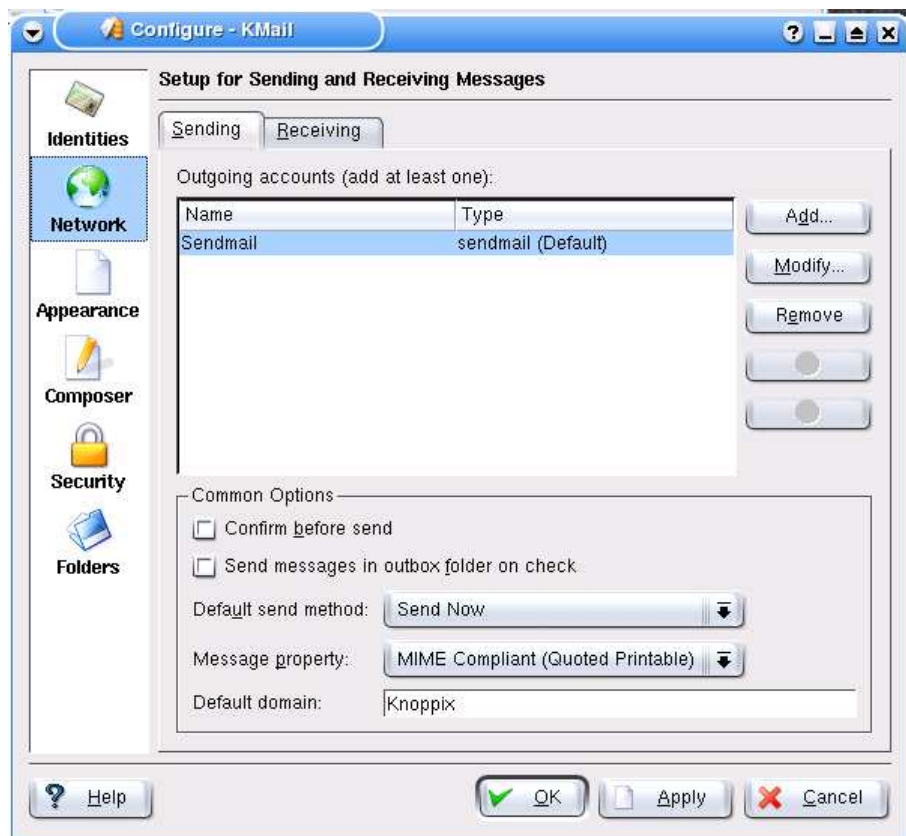 Configure - KMail
?
Setup for Sending and Receiving Messages
Identities
Network
Appearance
Composer
Security
Folders
Sending
Receiving
Outgoing accounts (add at least one):
Name Type
Sendmail sendmail (Default)
Add...
Modify...
Remove
Common Options
Confirm before send
Send messages in outbox folder on check
Default send method: Send Now
Message property: MIME Compliant (Quoted Printable)
Default domain: Knoppix
? Help
OK
Apply
Cancel